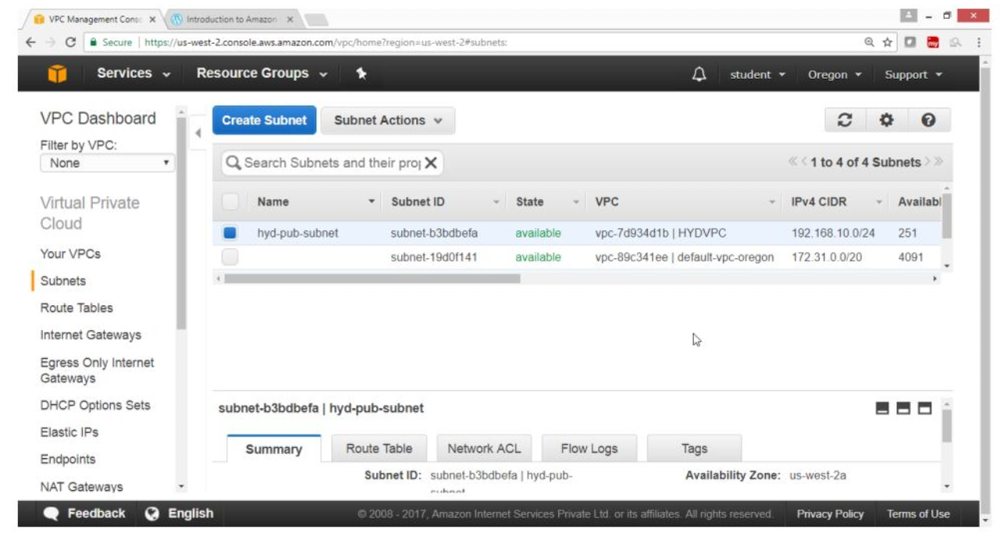 VPC Management Cons
Introduction to Amazon
Secure | https://us-west-2.console.aws.amazon.com/vpc/home?region=us-west-2#subnets:
my
Services
Resource Groups
student
Oregon
Support
VPC Dashboard
Filter by VPC:
None
Virtual Private
Cloud
Your VPCs
Subnets
Route Tables
Internet Gateways
Egress Only Internet
Gateways
DHCP Options Sets
Elastic IPs
Endpoints
NAT Gateways
Create Subnet
Subnet Actions
Search Subnets and their prop
1 to 4 of 4 Subnets
Name Subnet ID State VPC IPv4 CIDR Availabl
hyd-pub-subnet subnet-b3bdbefa available vpc-7d934d1b | HYDVPC 192.168.10.0/24 251
subnet-19d0f141 available vpc-89c341ee | default-vpc-oregon 172.31.0.0/20 4091
subnet-b3bdbefa | hyd-pub-subnet
Summary Route Table Network ACL Flow Logs Tags
Subnet ID: subnet-b3bdbefa | hyd-pub-
subnet
Availability Zone: us-west-2a
Feedback English © 2008 - 2017, Amazon Internet Services Private Ltd. or its affiliates. All rights reserved. Privacy Policy Terms of Use